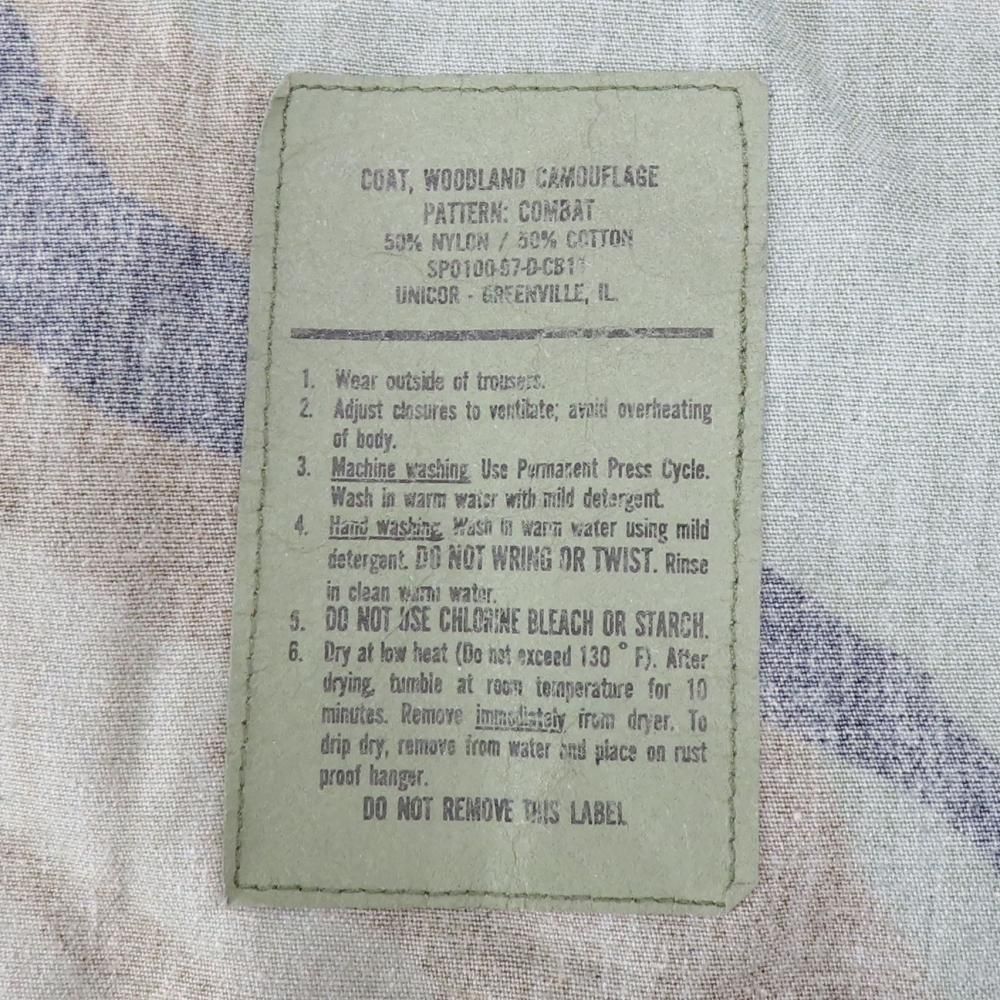 COAT, WOODLAND CAMOUFLAGE
PATTERN: COMBAT
50% NYLON / 50% COTTON
SP0100-97-D-CB1
UNICOR - GREENVILLE, IL.
1. Wear outside of trousers.
2. Adjust closures to ventilate; avoid overheating
of body.
3. Machine washing. Use Permanent Press Cycle.
Wash in warm water with mild detergent.
4. Hand washing. Wash in warm water using mild
detergent. DO NOT WRING OR TWIST. Rinse
in clean warm water.
5. DO NOT USE CHLORINE BLEACH OR STARCH.
6. Dry at low heat (Do not exceed 130 ° F). After
drying, tumble at room temperature for 10
minutes. Remove immediately from dryer. To
drip dry, remove from water and place on rust
proof hanger.
DO NOT REMOVE THIS LABEL